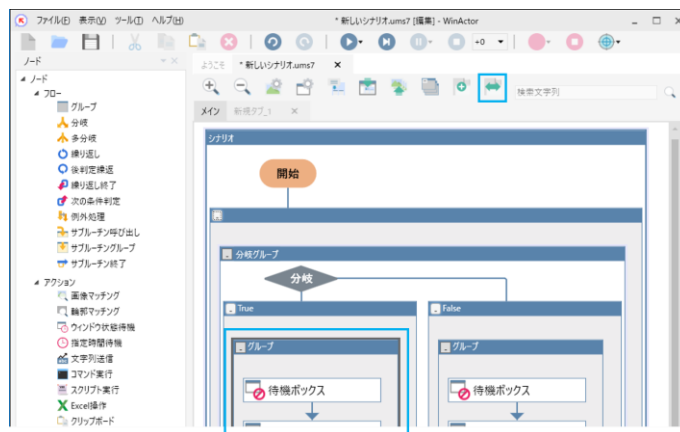 ファイル(F) 表示(V) ツール(T) ヘルプ(H)
* 新しいシナリオ.ums7 [編集] - WinActor
+0
ノード
ようこそ
* 新しいシナリオ.ums7
検索文字列
メイン
新規タブ_1
ノード
フロー
グループ
分岐
多分岐
繰り返し
後判定繰返
繰り返し終了
次の条件判定
例外処理
サブルーチン呼び出し
サブルーチングループ
サブルーチン終了
アクション
画像マッチング
輪郭マッチング
ウィンドウ状態待機
指定時間待機
文字列送信
コマンド実行
スクリプト実行
Excel操作
クリップボード
シナリオ
開始
分岐グループ
分岐
True
False
グループ
グループ
待機ボックス
待機ボックス